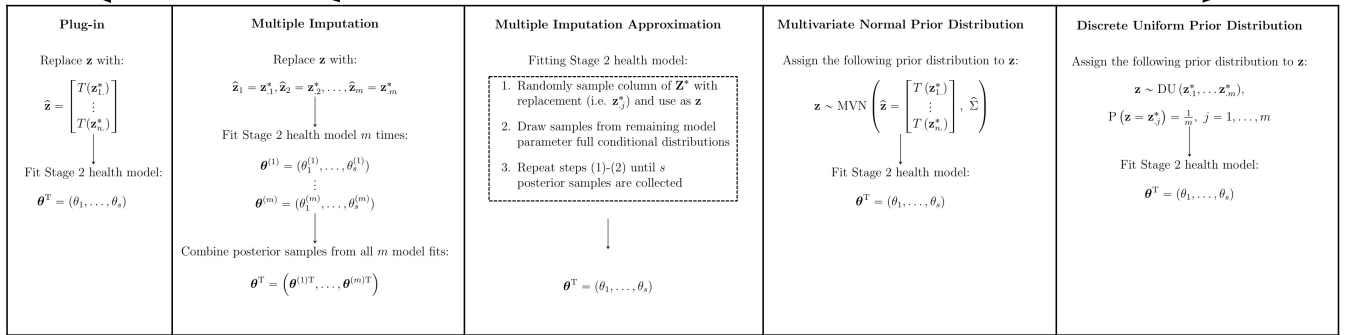 Plug-in
Replace z with:
ẑ = [T(z*₁.) ⋮ T(z*ₙ.)]
Fit Stage 2 health model:
θᵀ = (θ₁, . . . , θₛ)
Multiple Imputation
Replace z with:
ẑ₁ = z*.₁, ẑ₂ = z*.₂, . . . , ẑₘ = z*.ₘ
Fit Stage 2 health model m times:
θ⁽¹⁾ = (θ₁⁽¹⁾, . . . , θₛ⁽¹⁾)
⋮
θ⁽ᵐ⁾ = (θ₁⁽ᵐ⁾, . . . , θₛ⁽ᵐ⁾)
Combine posterior samples from all m model fits:
θᵀ = (θ⁽¹⁾ᵀ, . . . , θ⁽ᵐ⁾ᵀ)
Multiple Imputation Approximation
Fitting Stage 2 health model:
1. Randomly sample column of Z* with
replacement (i.e. z*.ⱼ) and use as z
2. Draw samples from remaining model
parameter full conditional distributions
3. Repeat steps (1)-(2) until s
posterior samples are collected
θᵀ = (θ₁, . . . , θₛ)
Multivariate Normal Prior Distribution
Assign the following prior distribution to z:
z ∼ MVN (ẑ = [T(z*₁.) ⋮ T(z*ₙ.)], Σ̂)
Fit Stage 2 health model:
θᵀ = (θ₁, . . . , θₛ)
Discrete Uniform Prior Distribution
Assign the following prior distribution to z:
z ∼ DU (z*.₁, . . . z*.ₘ),
P (z = z*.ⱼ) = 1/m, j = 1, . . . , m
Fit Stage 2 health model:
θᵀ = (θ₁, . . . , θₛ)